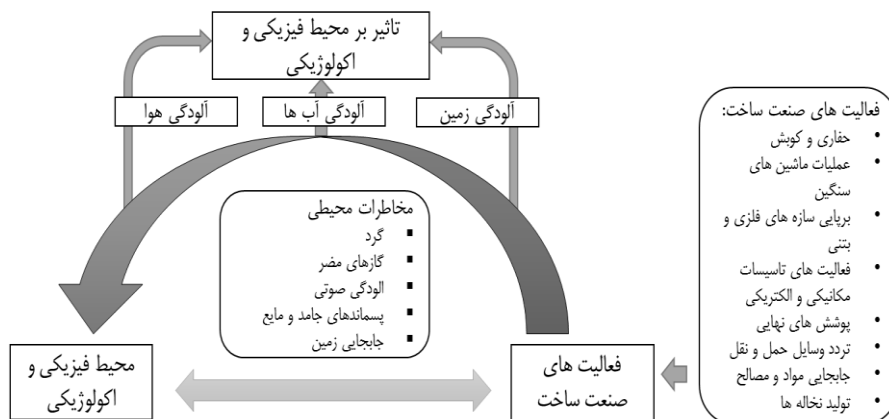 تاثیر بر محیط فیزیکی و
اکولوژیکی
آلودگی زمین
آلودگی آب ها
آلودگی هوا
فعالیت های صنعت ساخت:
• حفاری و کوبش
• عملیات ماشین های
سنگین
• برپایی سازه های فلزی و
بتنی
• فعالیت های تاسیسات
مکانیکی و الکتریکی
• پوشش های نهایی
• تردد وسایل حمل و نقل
• جابجایی مواد و مصالح
• تولید نخاله ها
مخاطرات محیطی
▪ گرد
▪ گازهای مضر
▪ الودگی صوتی
▪ پسماندهای جامد و مایع
▪ جابجایی زمین
فعالیت های
صنعت ساخت
محیط فیزیکی و
اکولوژیکی